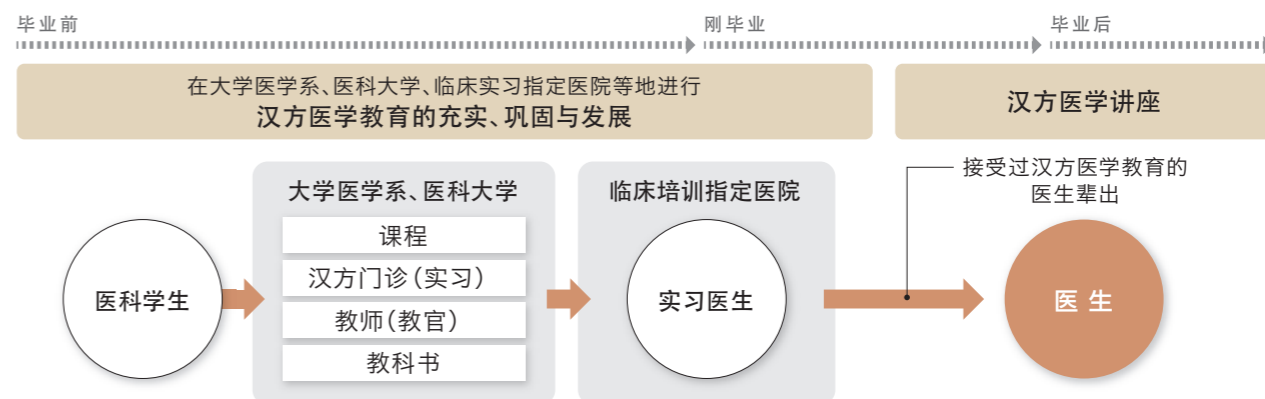 毕业前
刚毕业
毕业后
在大学医学系、医科大学、临床实习指定医院等地进行
汉方医学教育的充实、巩固与发展
汉方医学讲座
接受过汉方医学教育的
医生辈出
大学医学系、医科大学
临床培训指定医院
课程
汉方门诊(实习)
教师(教官)
教科书
医科学生
实习医生
医生